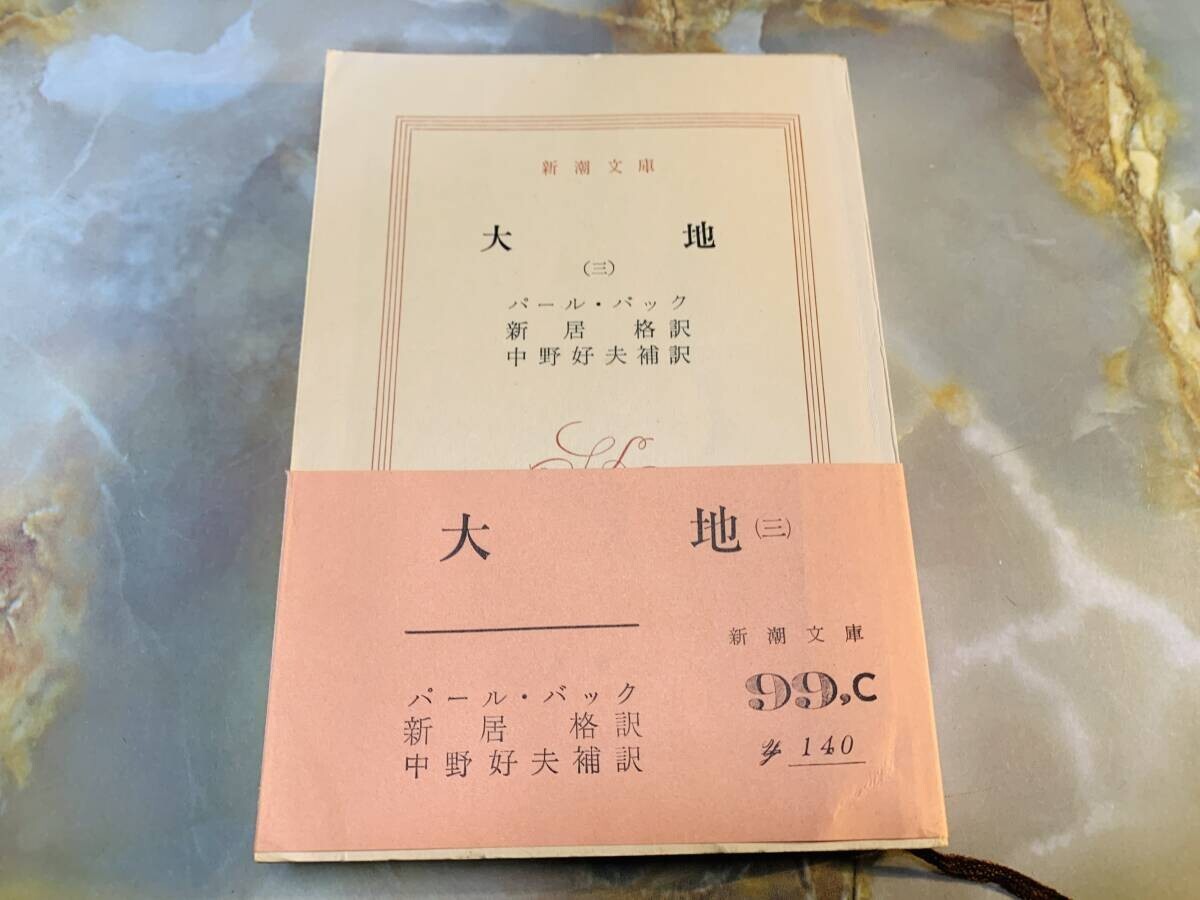 新潮文庫
大地
(三)
パール・バック
新居格訳
中野好夫補訳
大地(三)
新潮文庫
99,C
¥ 140
パール・バック
新居格訳
中野好夫補訳